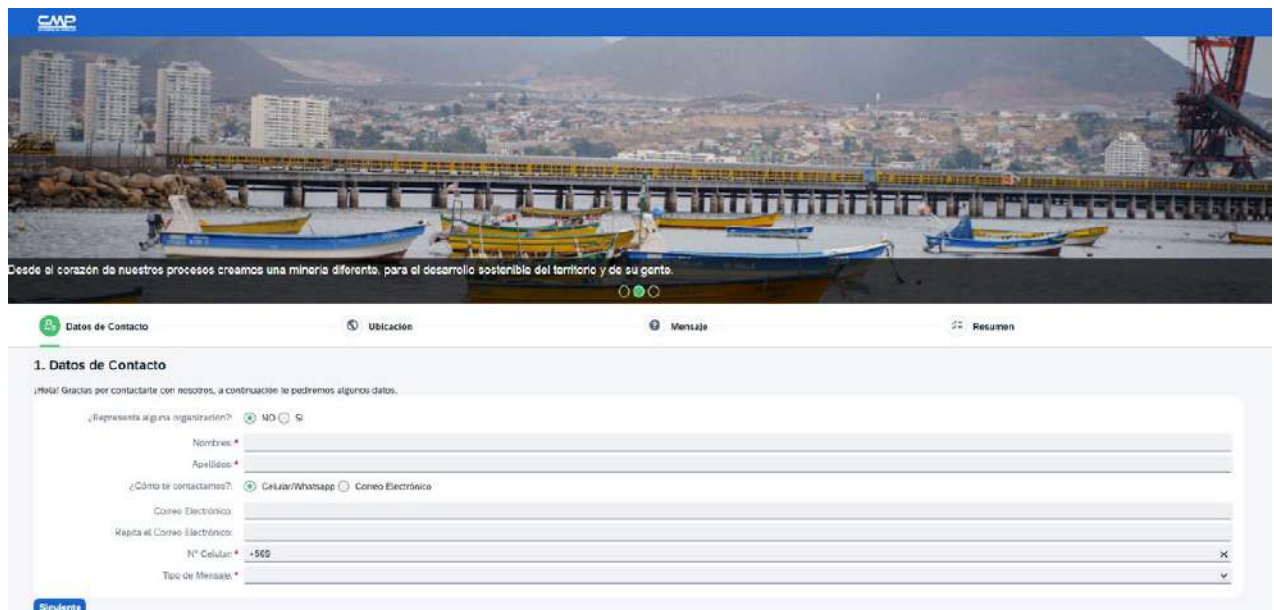 CMP
Desde el corazón de nuestros procesos creamos una minería diferente, para el desarrollo sostenible del territorio y de su gente.
Datos de Contacto
Ubicación
Mensaje
Resumen
1. Datos de Contacto
¡Hola! Gracias por contactarte con nosotros, a continuación te pediremos algunos datos.
¿Representa alguna organización?: NO SI
Nombres:*
Apellidos:*
¿Cómo te contactamos?: Celular/Whatsapp Correo Electrónico
Correo Electrónico:
Repita el Correo Electrónico:
N° Celular:* +569
Tipo de Mensaje:*
Siguiente